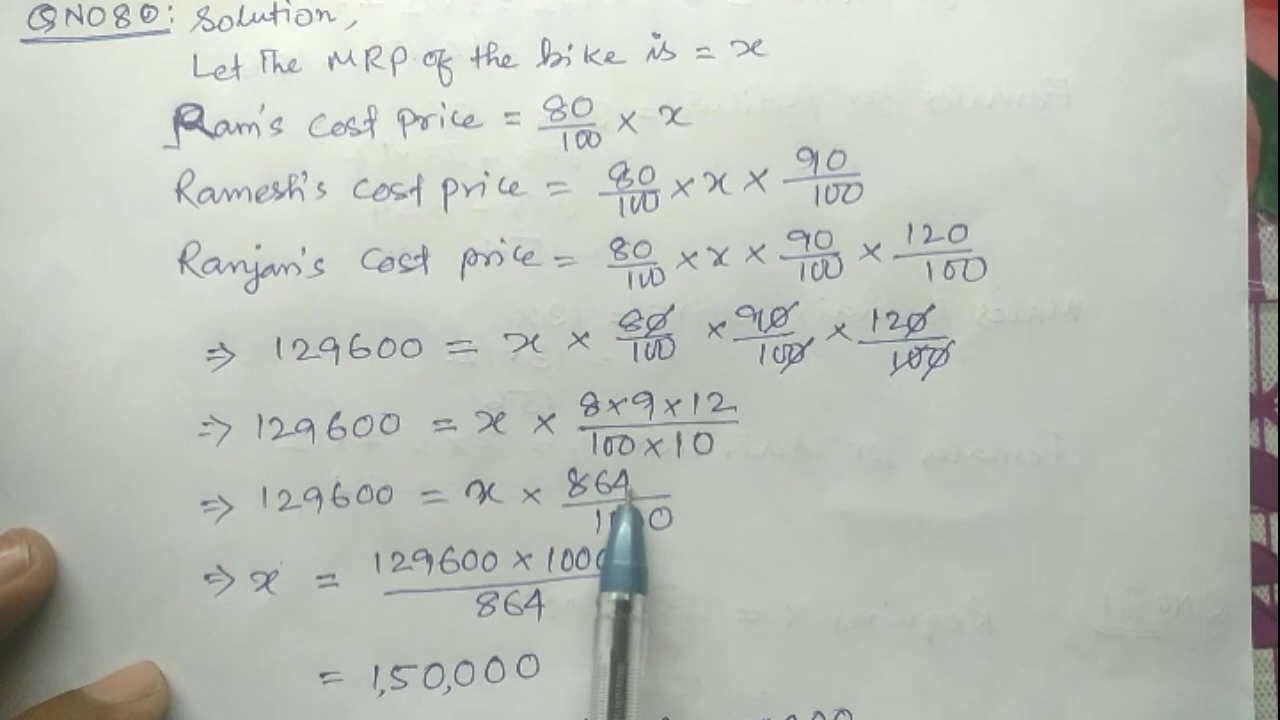 QNO80: Solution,
Let The MRP of the bike is = x
Ram's cost price = 80/100 × x
Ramesh's cost price = 80/100 × x × 90/100
Ranjan's cost price = 80/100 × x × 90/100 × 120/100
⇒ 129600 = x × 80/100 × 90/100 × 120/100
⇒ 129600 = x × 8×9×12/100×10
⇒ 129600 = x × 864
⇒ x = 129600 × 1000/864
= 1,50,000